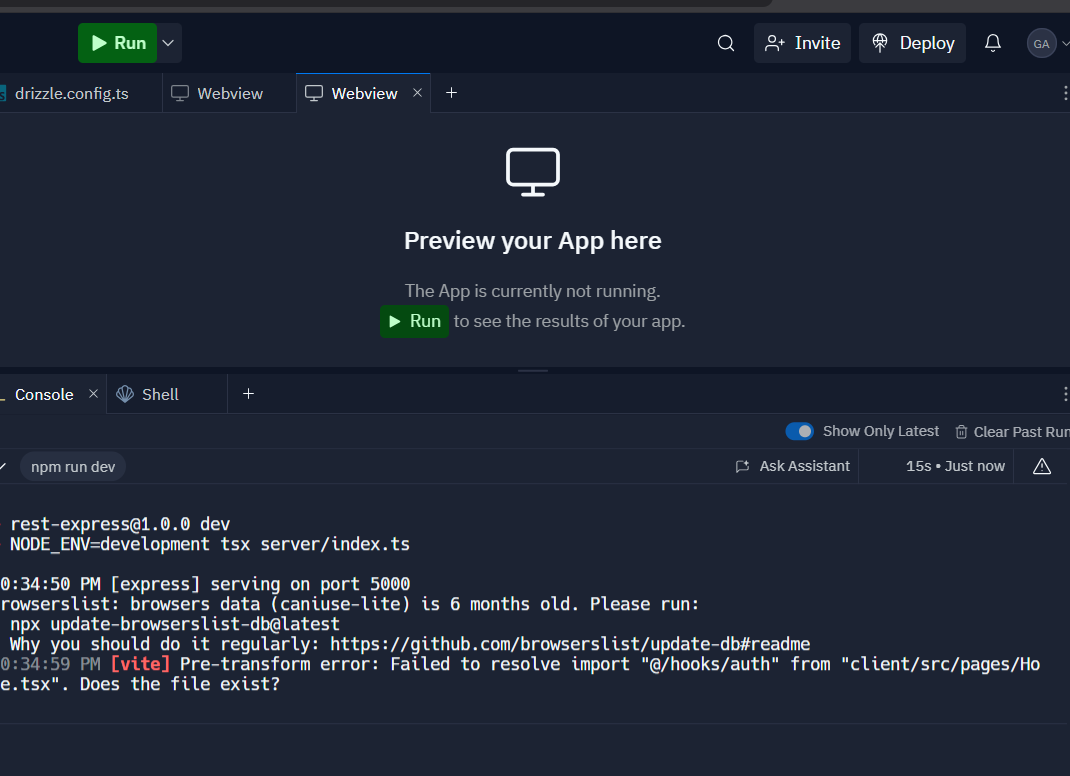 Run
Invite
Deploy
GA
drizzle.config.ts
Webview
Webview
Preview your App here
The App is currently not running.
Run to see the results of your app.
Console
Shell
Show Only Latest
Clear Past Run
npm run dev
Ask Assistant
15s • Just now
rest-express@1.0.0 dev
NODE_ENV=development tsx server/index.ts
0:34:50 PM [express] serving on port 5000
rowserslist: browsers data (caniuse-lite) is 6 months old. Please run:
npx update-browserslist-db@latest
Why you should do it regularly: https://github.com/browserslist/update-db#readme
0:34:59 PM [vite] Pre-transform error: Failed to resolve import "@/hooks/auth" from "client/src/pages/Ho
e.tsx". Does the file exist?